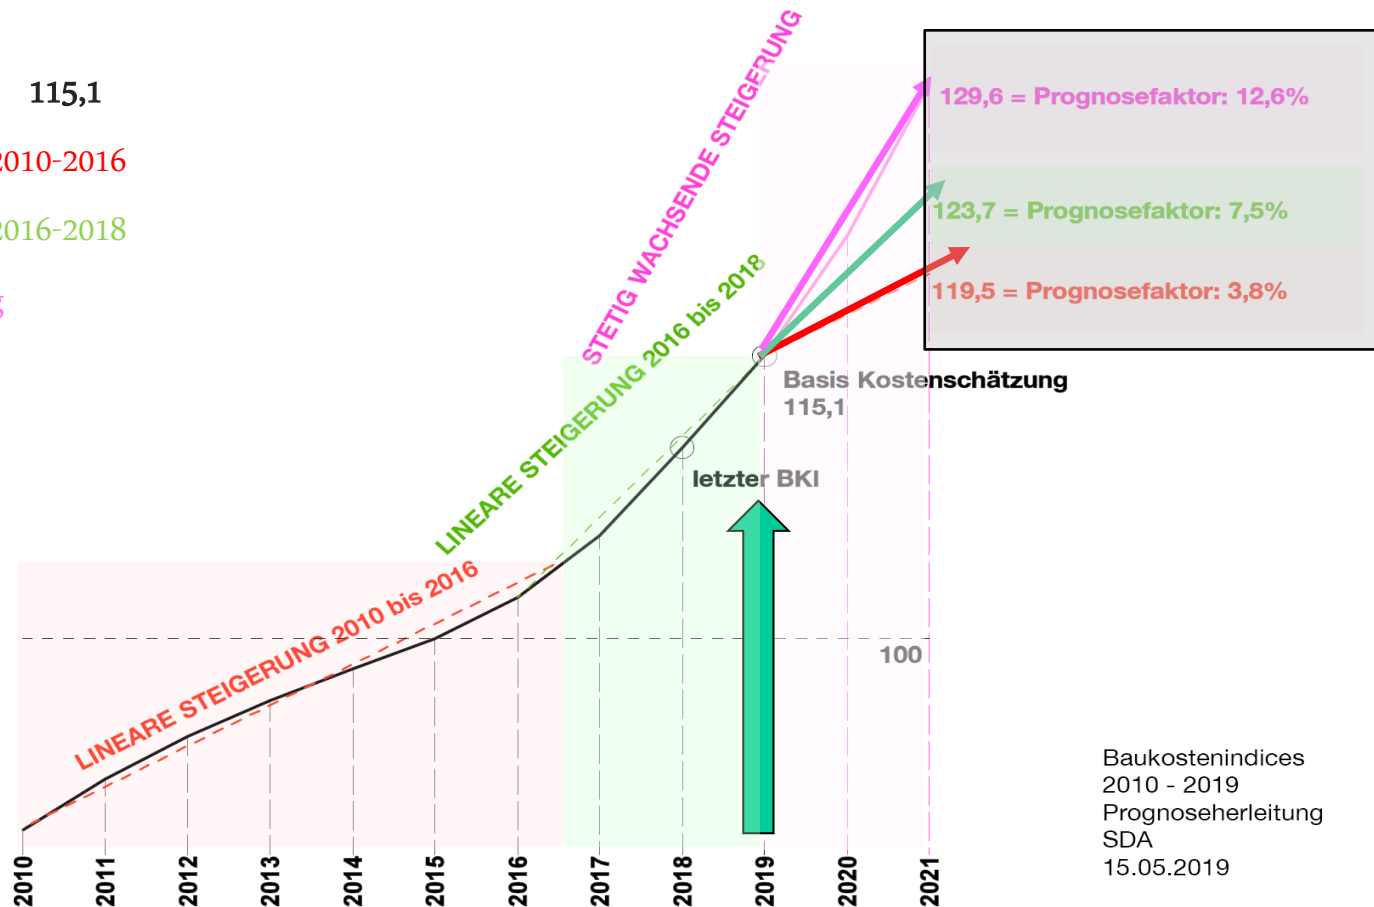 115,1
2010-2016
2016-2018
g
STETIG WACHSENDE STEIGERUNG
LINEARE STEIGERUNG 2016 bis 2018
LINEARE STEIGERUNG 2010 bis 2016
129,6 = Prognosefaktor: 12,6%
123,7 = Prognosefaktor: 7,5%
119,5 = Prognosefaktor: 3,8%
Basis Kostenschätzung
115,1
letzter BKI
100
2010
2011
2012
2013
2014
2015
2016
2017
2018
2019
2020
2021
Baukostenindices
2010 - 2019
Prognoseherleitung
SDA
15.05.2019